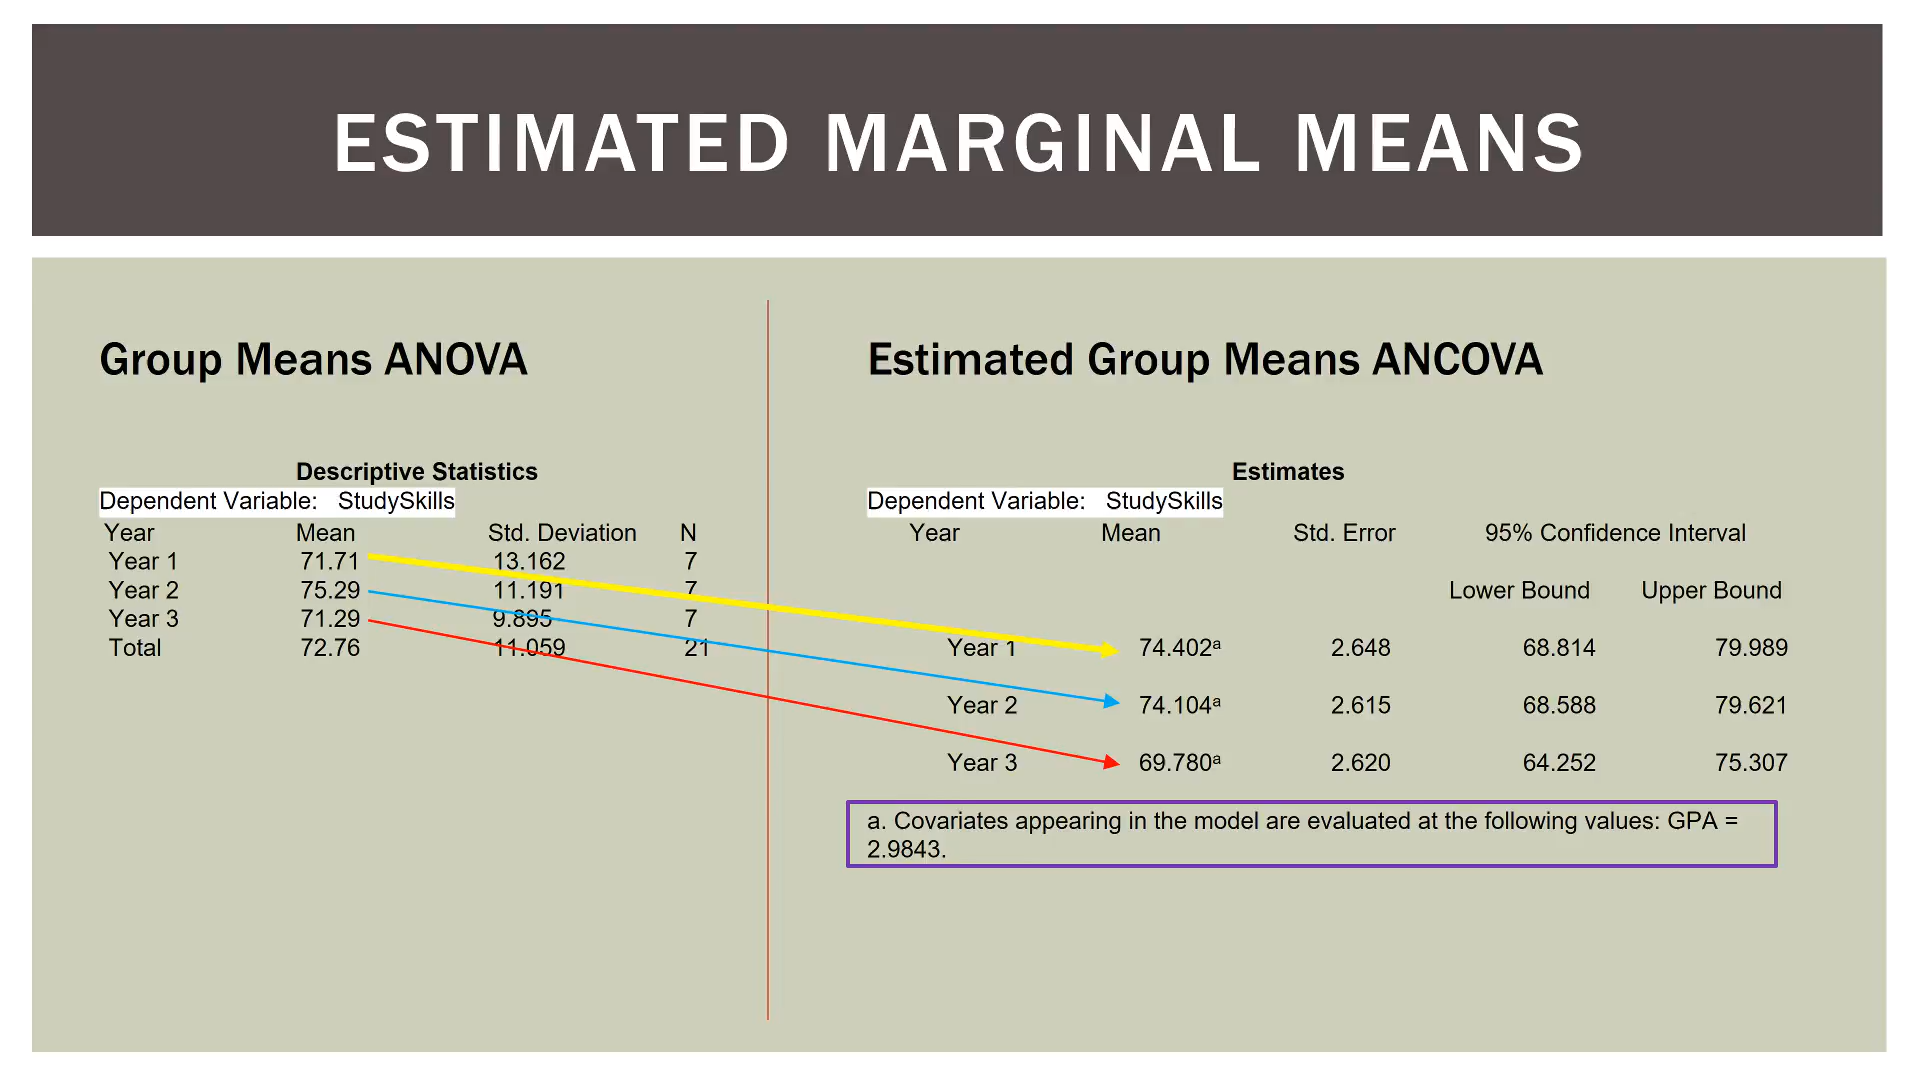 ESTIMATED MARGINAL MEANS
Group Means ANOVA
Descriptive Statistics
Dependent Variable: StudySkills
Year Mean Std. Deviation N
Year 1 71.71 13.162 7
Year 2 75.29 11.191 7
Year 3 71.29 9.895 7
Total 72.76 11.059 21
Estimated Group Means ANCOVA
Estimates
Dependent Variable: StudySkills
Year Mean Std. Error 95% Confidence Interval
Lower Bound Upper Bound
Year 1 74.402ᵃ 2.648 68.814 79.989
Year 2 74.104ᵃ 2.615 68.588 79.621
Year 3 69.780ᵃ 2.620 64.252 75.307
a. Covariates appearing in the model are evaluated at the following values: GPA =
2.9843.